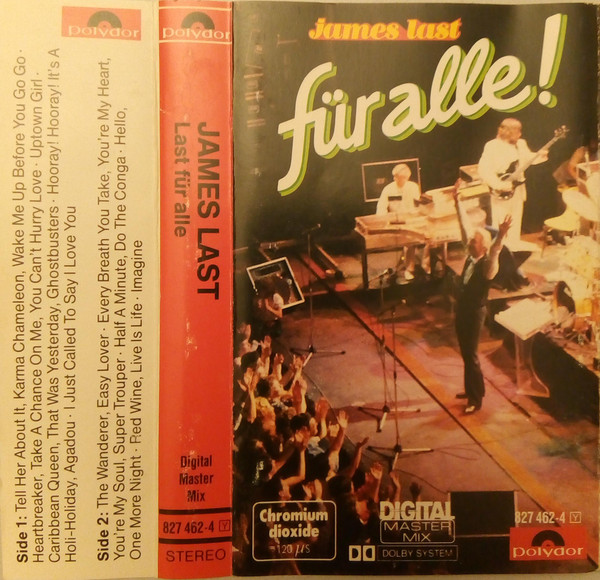 Polydor
Side 1: Tell Her About It, Karma Chameleon, Wake Me Up Before You Go Go ·
Heartbreaker, Take A Chance On Me, You Can't Hurry Love · Uptown Girl ·
Caribbean Queen, That Was Yesterday, Ghostbusters · Hooray! Hooray! It's A
Holi-Holiday, Agadou · I Just Called To Say I Love You
Side 2: The Wanderer, Easy Lover · Every Breath You Take, You're My Heart,
You're My Soul, Super Trouper · Half A Minute, Do The Conga · Hello,
One More Night · Red Wine, Live Is Life · Imagine
Polydor
JAMES LAST
Last für alle
Digital
Master
Mix
827 462-4 Y
STEREO
james last
für alle!
Chromium
dioxide
120 µS
DIGITAL
MASTER
MIX
DOLBY SYSTEM
827 462-4 Y
Polydor